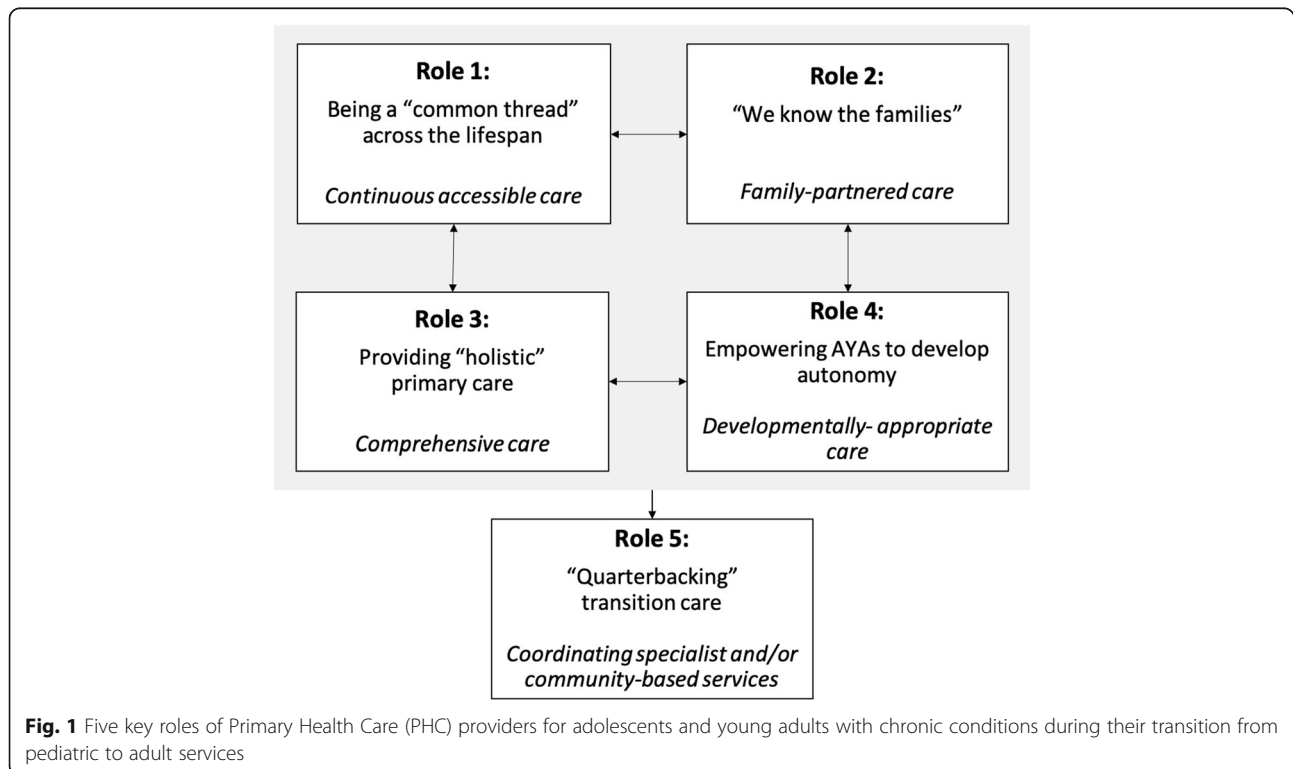 Role 1:
Being a “common thread”
across the lifespan
Continuous accessible care
Role 2:
“We know the families”
Family-partnered care
Role 3:
Providing “holistic”
primary care
Comprehensive care
Role 4:
Empowering AYAs to develop
autonomy
Developmentally- appropriate
care
Role 5:
“Quarterbacking”
transition care
Coordinating specialist and/or
community-based services
Fig. 1 Five key roles of Primary Health Care (PHC) providers for adolescents and young adults with chronic conditions during their transition from
pediatric to adult services